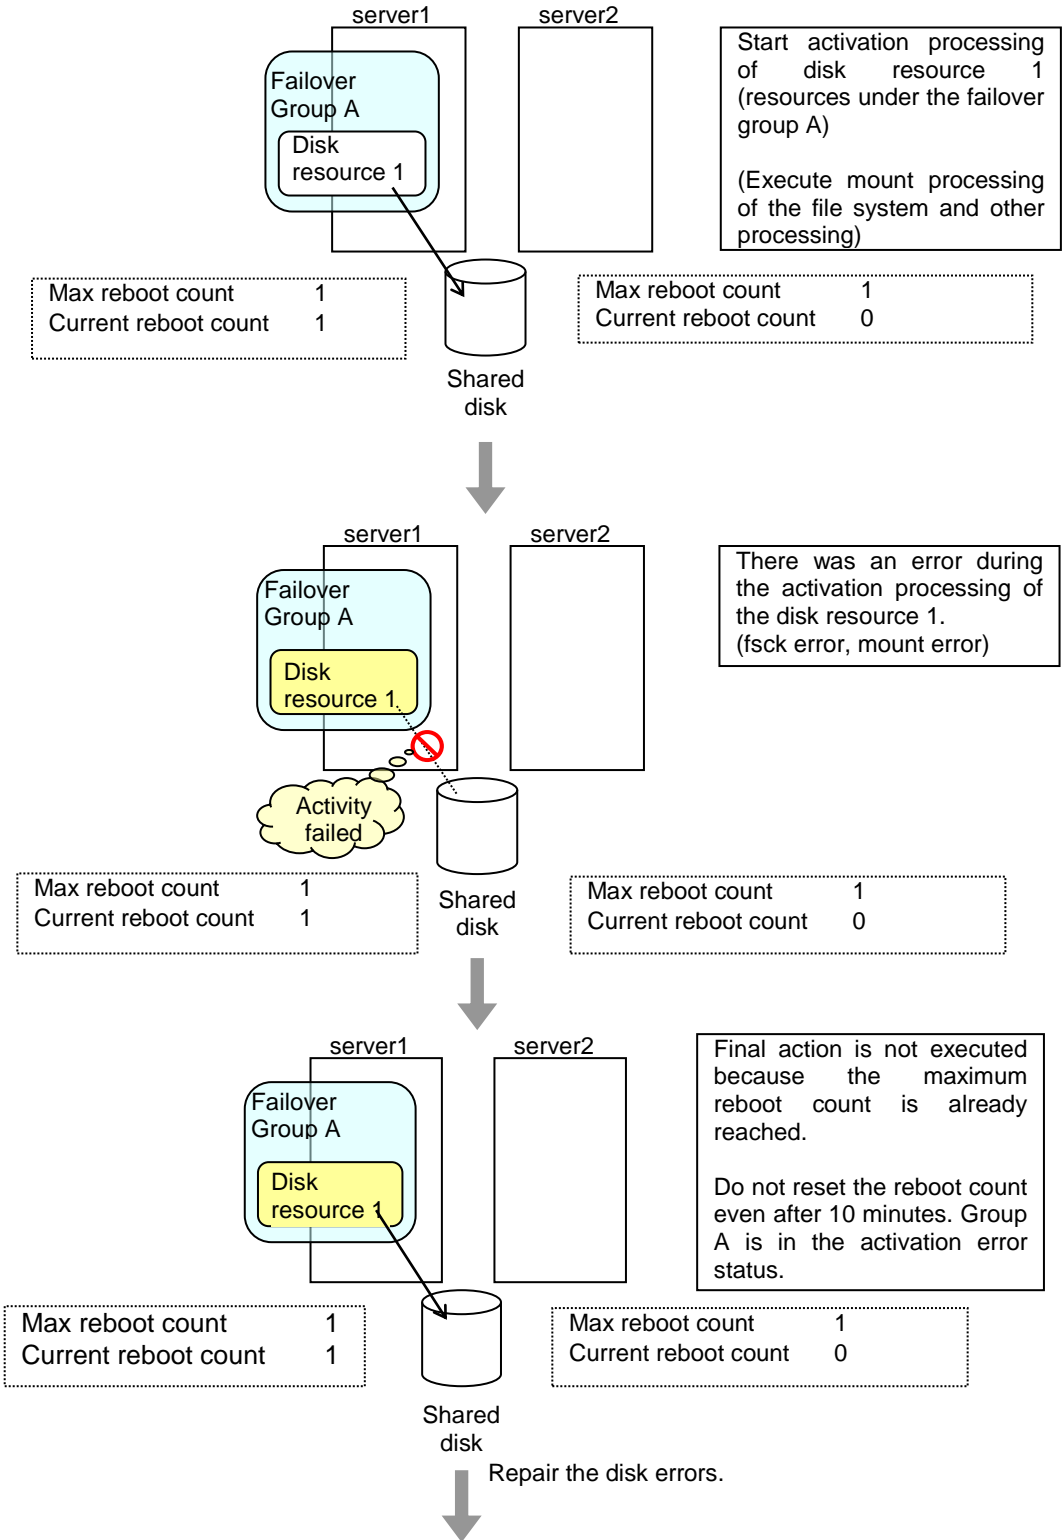 server1
server2
Failover
Group A
Disk
resource 1
Start activation processing
of disk resource 1
(resources under the failover
group A)
(Execute mount processing
of the file system and other
processing)
Max reboot count 1
Current reboot count 1
Max reboot count 1
Current reboot count 0
Shared
disk
server1
server2
Failover
Group A
Disk
resource 1
Activity
failed
There was an error during
the activation processing of
the disk resource 1.
(fsck error, mount error)
Max reboot count 1
Current reboot count 1
Shared
disk
Max reboot count 1
Current reboot count 0
server1
server2
Failover
Group A
Disk
resource 1
Final action is not executed
because the maximum
reboot count is already
reached.
Do not reset the reboot count
even after 10 minutes. Group
A is in the activation error
status.
Max reboot count 1
Current reboot count 1
Max reboot count 1
Current reboot count 0
Shared
disk
Repair the disk errors.